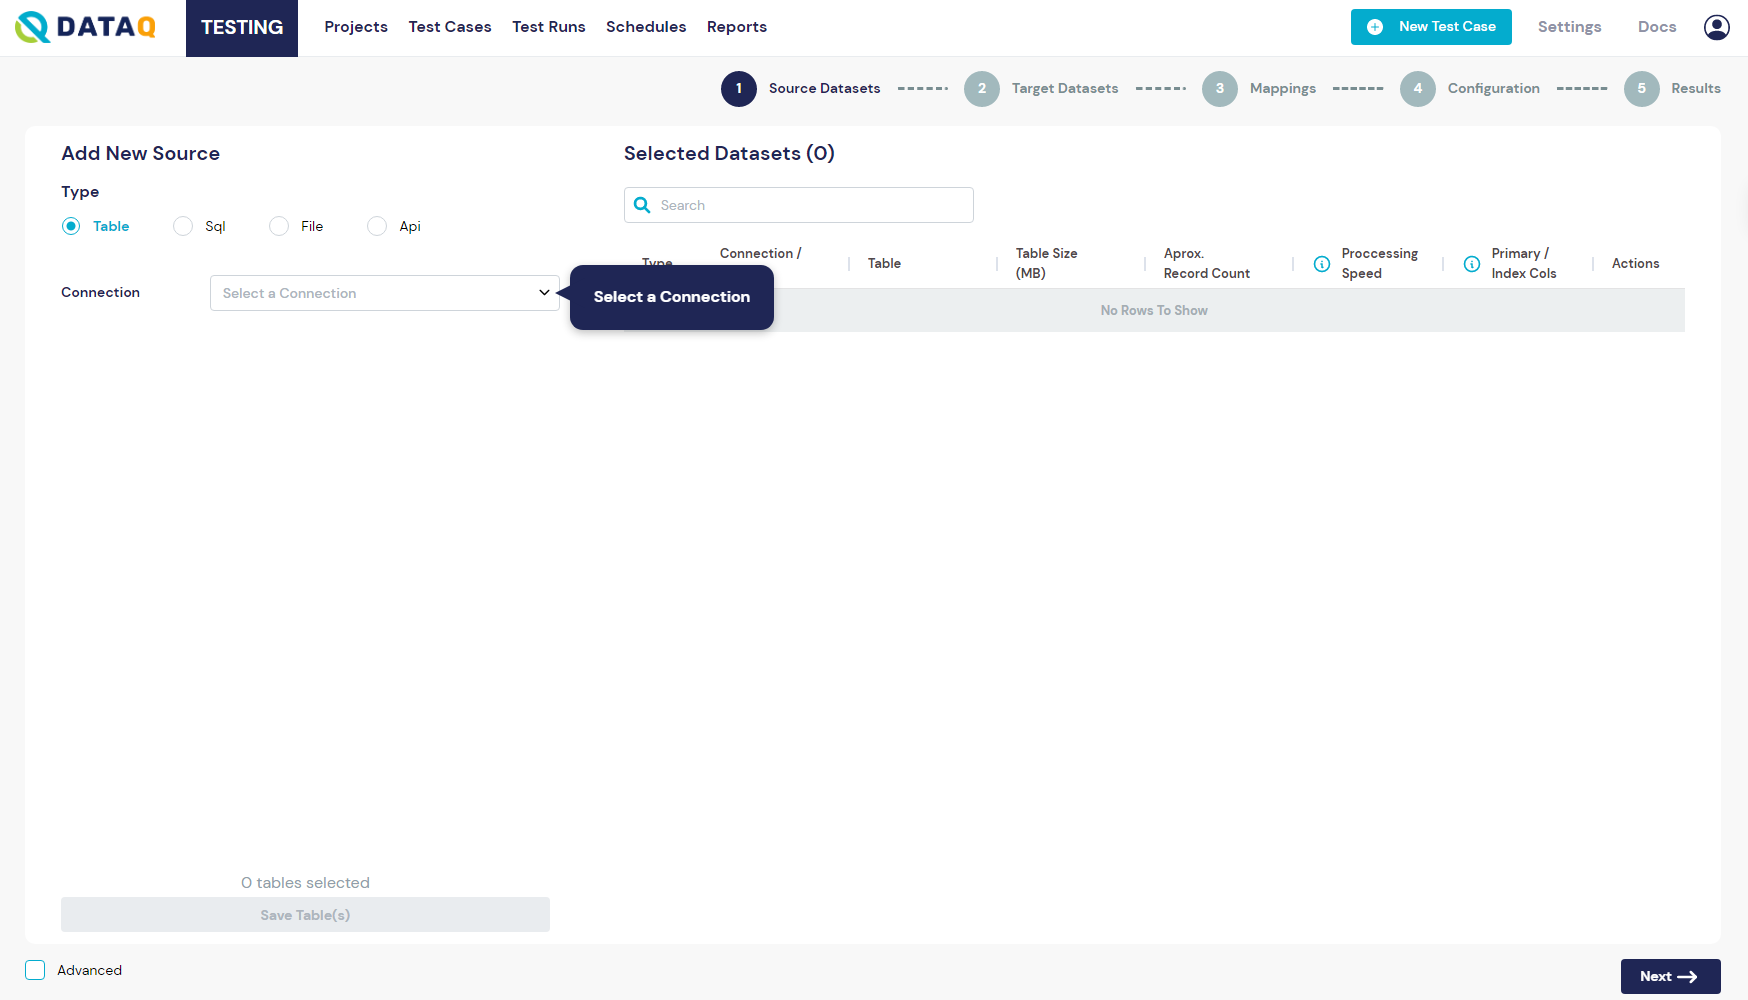 DATAQ
TESTING
Projects
Test Cases
Test Runs
Schedules
Reports
New Test Case
Settings
Docs
1 Source Datasets
2 Target Datasets
3 Mappings
4 Configuration
5 Results
Add New Source
Type
Table
Sql
File
Api
Connection
Select a Connection
Select a Connection
Selected Datasets (0)
Search
Type
Connection /
Table
Table Size
(MB)
Aprox.
Record Count
Proccessing
Speed
Primary /
Index Cols
Actions
No Rows To Show
0 tables selected
Save Table(s)
Advanced
Next